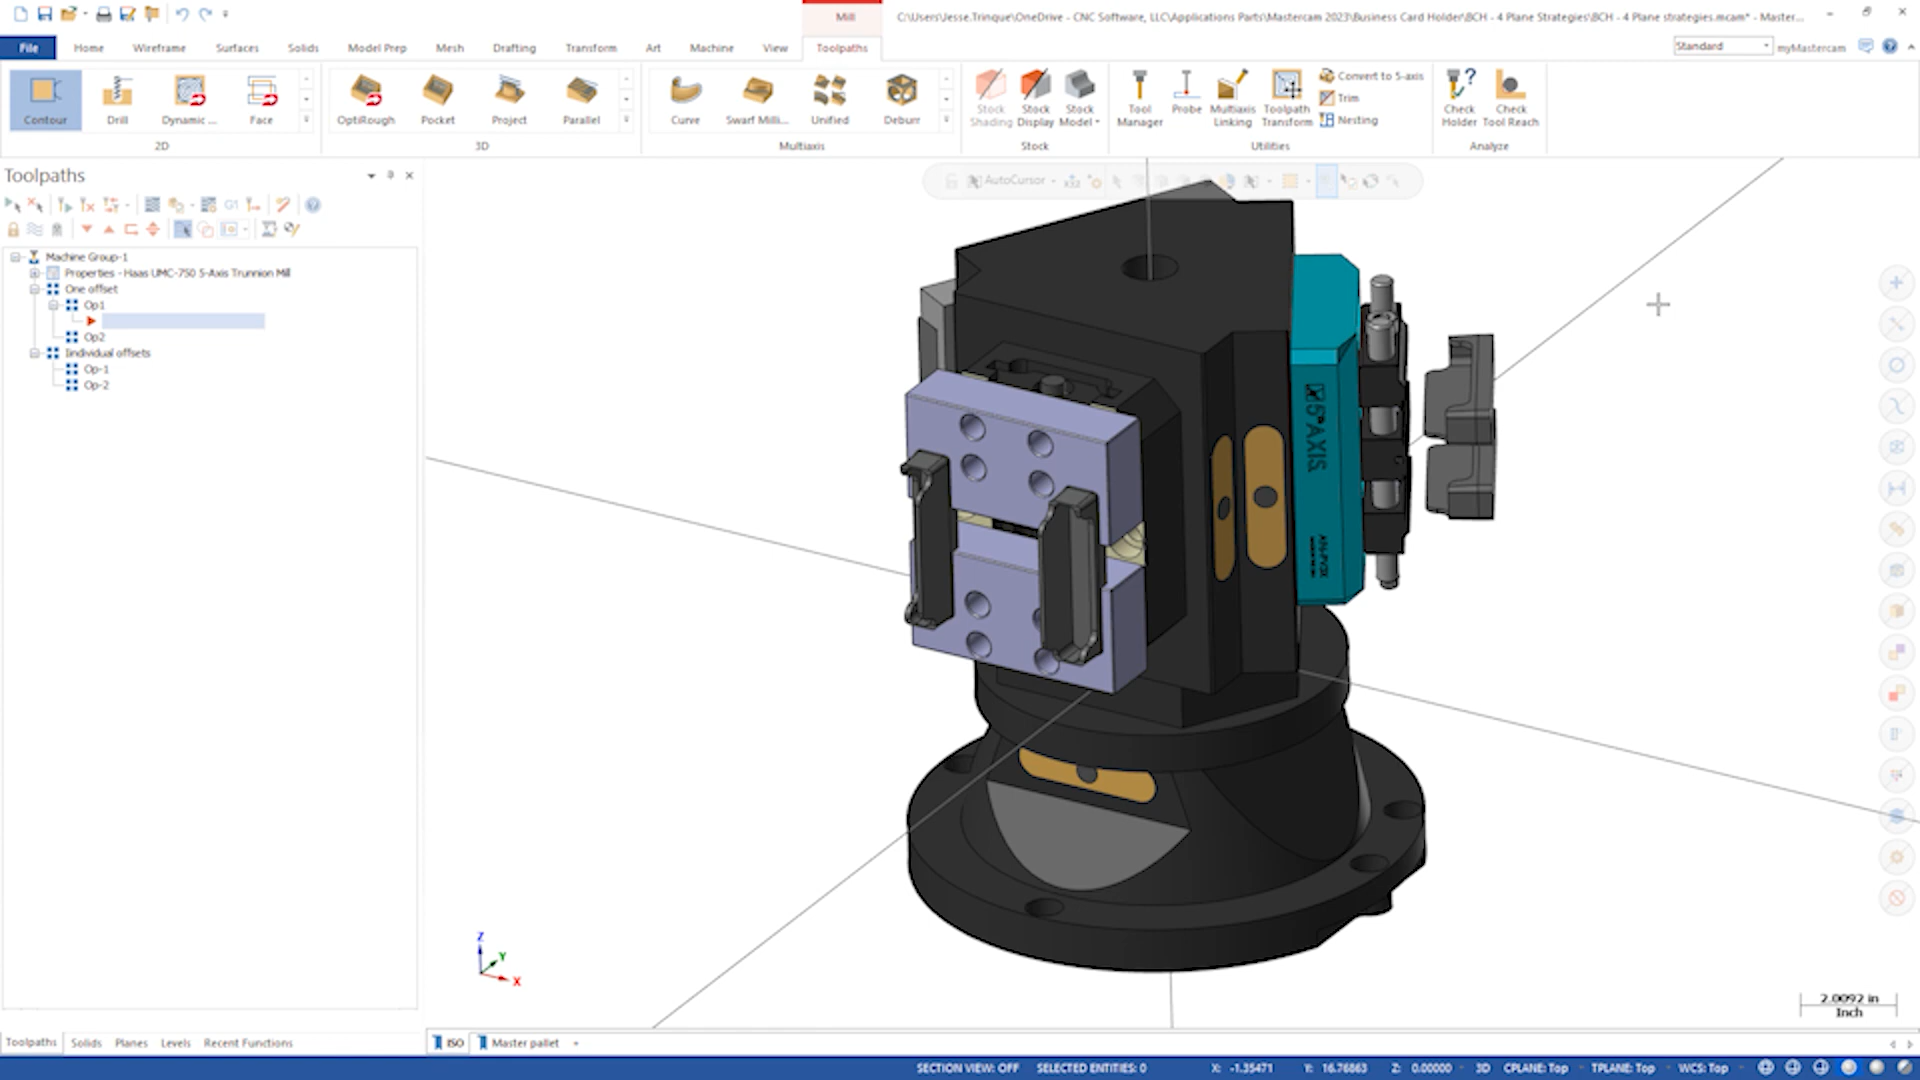 Mill
C:\Users\Jesse.Trinque\OneDrive - CNC Software, LLC\Applications Parts\Mastercam 2023\Business Card Holder\BCH - 4 Plane Strategies\BCH - 4 Plane strategies.mcam* - Master...
File Home Wireframe Surfaces Solids Model Prep Mesh Drafting Transform Art Machine View Toolpaths
Standard myMastercam
Contour Drill Dynamic ... Face
2D
OptiRough Pocket Project Parallel
3D
Curve Swarf Milli... Unified Deburr
Multiaxis
Stock Shading
Stock Display
Stock Model
Stock
Tool Manager
Probe
Multiaxis Linking
Toolpath Transform
Convert to 5-axis
Trim
Nesting
Utilities
Check Holder
Check Tool Reach
Analyze
Toolpaths
AutoCursor
G1
Machine Group-1
Properties - Haas UMC-750 5-Axis Trunnion Mill
One offset
Op1
Op2
Iindividual offsets
Op-1
Op-2
5 AXIS
Z
Y
X
2.0092 in
Inch
Toolpaths Solids Planes Levels Recent Functions
ISO Master pallet
SECTION VIEW: OFF SELECTED ENTITIES: 0 X: -1.35471 Y: 16.76863 Z: 0.00000 3D CPLANE: Top TPLANE: Top WCS: Top